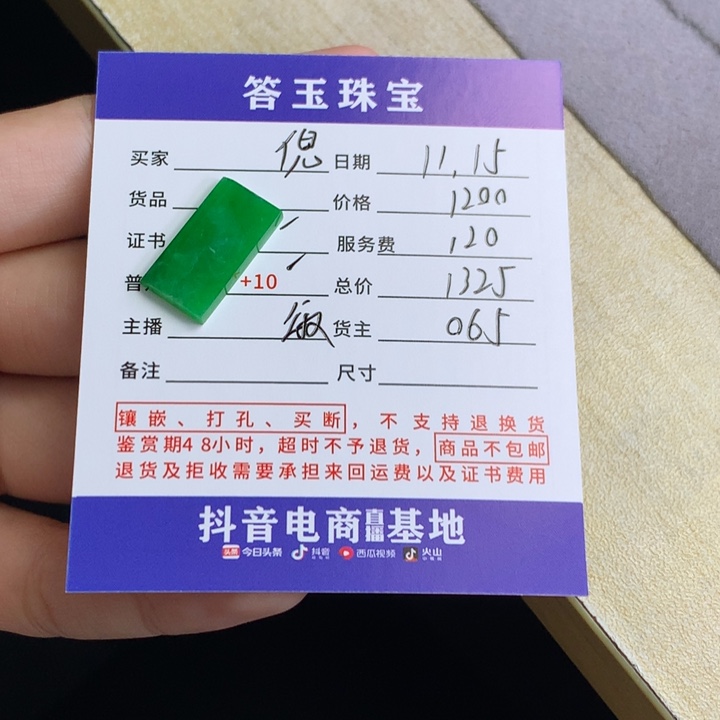 答玉珠宝
买家 倪 日期 11.15
货品 价格 1200
证书 服务费 120
普 +10 总价 1325
主播 敏 货主 065
备注 尺寸
镶嵌、打孔、买断，不支持退换货
鉴赏期48小时，超时不予退货，商品不包邮
退货及拒收需要承担来回运费以及证书费用
抖音电商直播基地
头条 今日头条 抖音 西瓜视频 火山